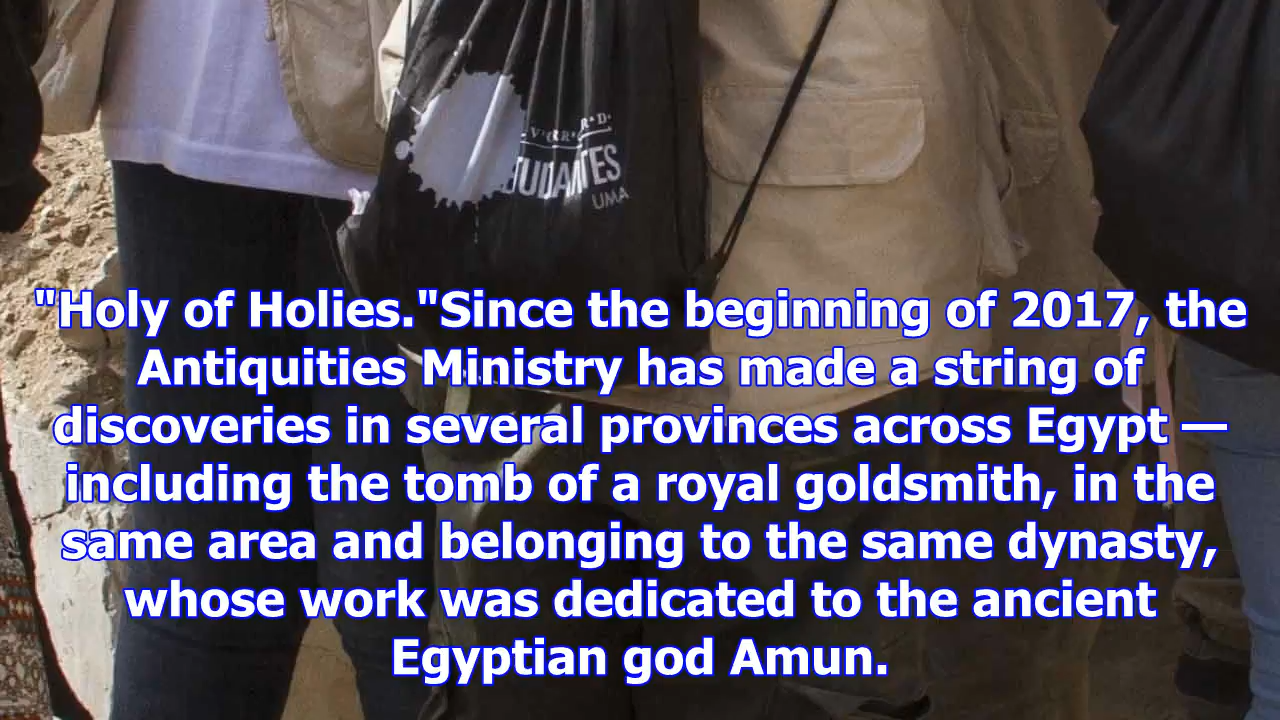 UMA
"Holy of Holies."Since the beginning of 2017, the
Antiquities Ministry has made a string of
discoveries in several provinces across Egypt —
including the tomb of a royal goldsmith, in the
same area and belonging to the same dynasty,
whose work was dedicated to the ancient
Egyptian god Amun.